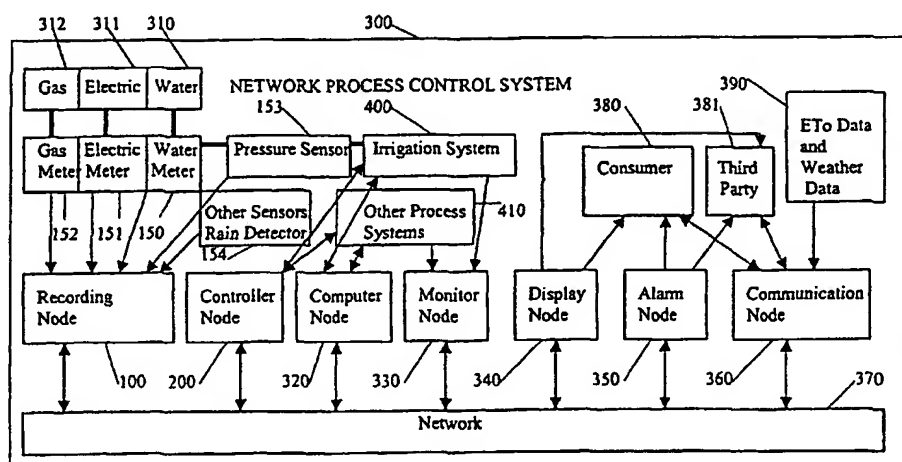 312 311 310 300
Gas Electric Water
NETWORK PROCESS CONTROL SYSTEM
153 400 380 381 390
Gas Meter
Electric Meter
Water Meter
Pressure Sensor
Irrigation System
Consumer
Third Party
ETo Data and Weather Data
152 151 150
Other Sensors
Rain Detector
154
Other Process Systems
410
Recording Node
Controller Node
Computer Node
Monitor Node
Display Node
Alarm Node
Communication Node
100 200 320 330 340 350 360 370
Network